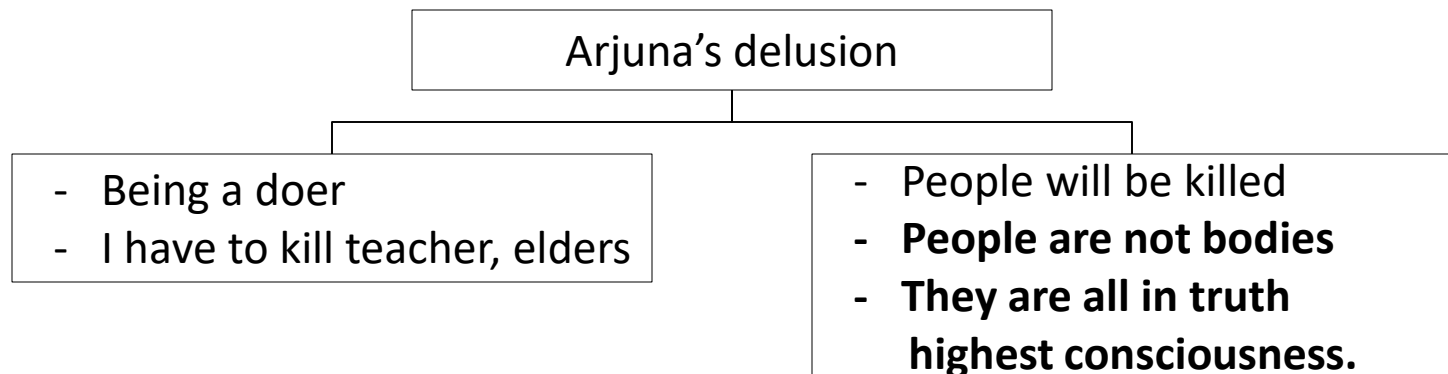 Arjuna’s delusion
- Being a doer
- I have to kill teacher, elders
- People will be killed
- People are not bodies
- They are all in truth
highest consciousness.